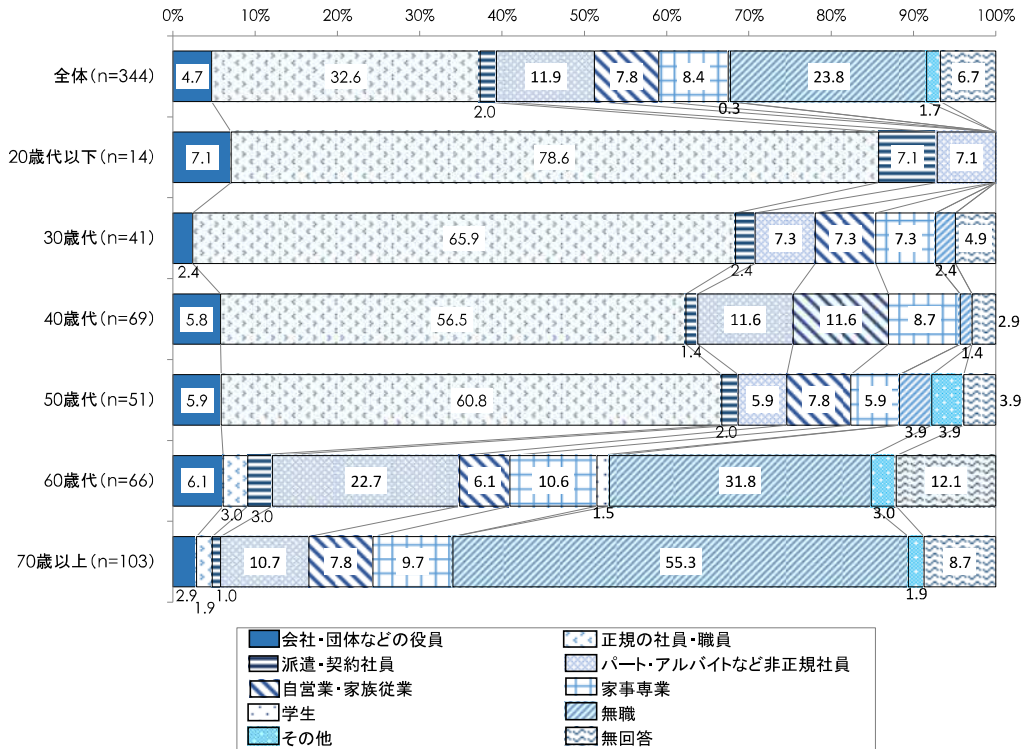 0% 10% 20% 30% 40% 50% 60% 70% 80% 90% 100%
全体(n=344) 4.7 32.6 2.0 11.9 7.8 8.4 0.3 23.8 1.7 6.7
20歳代以下(n=14) 7.1 78.6 7.1 7.1
30歳代(n=41) 2.4 65.9 2.4 7.3 7.3 7.3 2.4 4.9
40歳代(n=69) 5.8 56.5 1.4 11.6 11.6 8.7 1.4 2.9
50歳代(n=51) 5.9 60.8 2.0 5.9 7.8 5.9 3.9 3.9 3.9
60歳代(n=66) 6.1 3.0 3.0 22.7 6.1 10.6 1.5 31.8 3.0 12.1
70歳以上(n=103) 2.9 1.9 1.0 10.7 7.8 9.7 55.3 1.9 8.7
会社・団体などの役員 正規の社員・職員
派遣・契約社員 パート・アルバイトなど非正規社員
自営業・家族従業 家事専業
学生 無職
その他 無回答